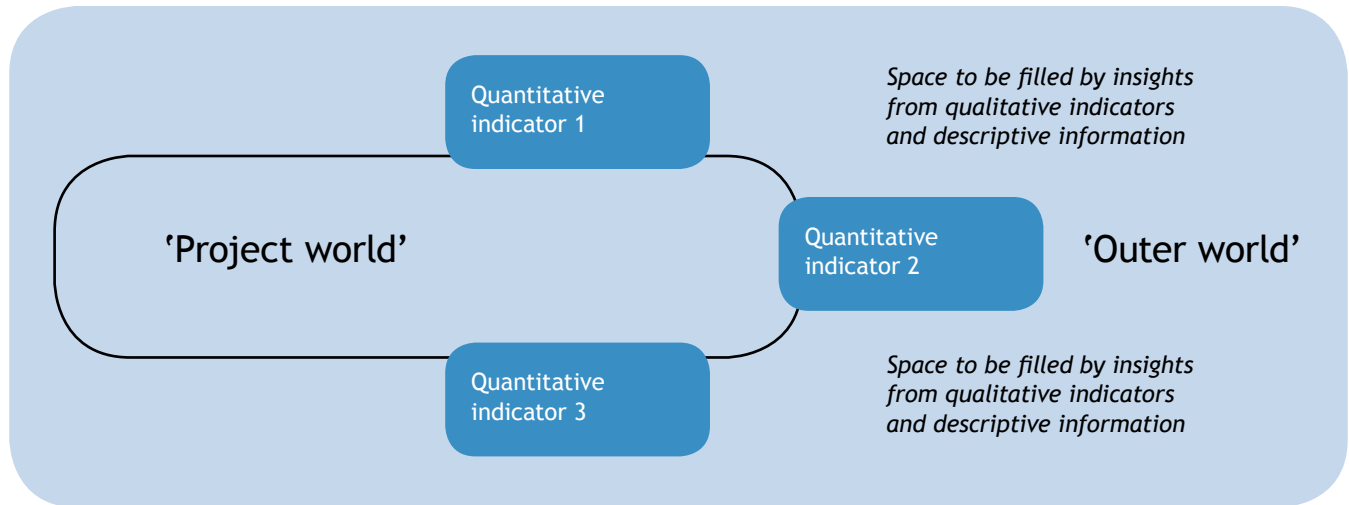 Quantitative
indicator 1
Space to be filled by insights
from qualitative indicators
and descriptive information
‘Project world’
Quantitative
indicator 2
‘Outer world’
Quantitative
indicator 3
Space to be filled by insights
from qualitative indicators
and descriptive information